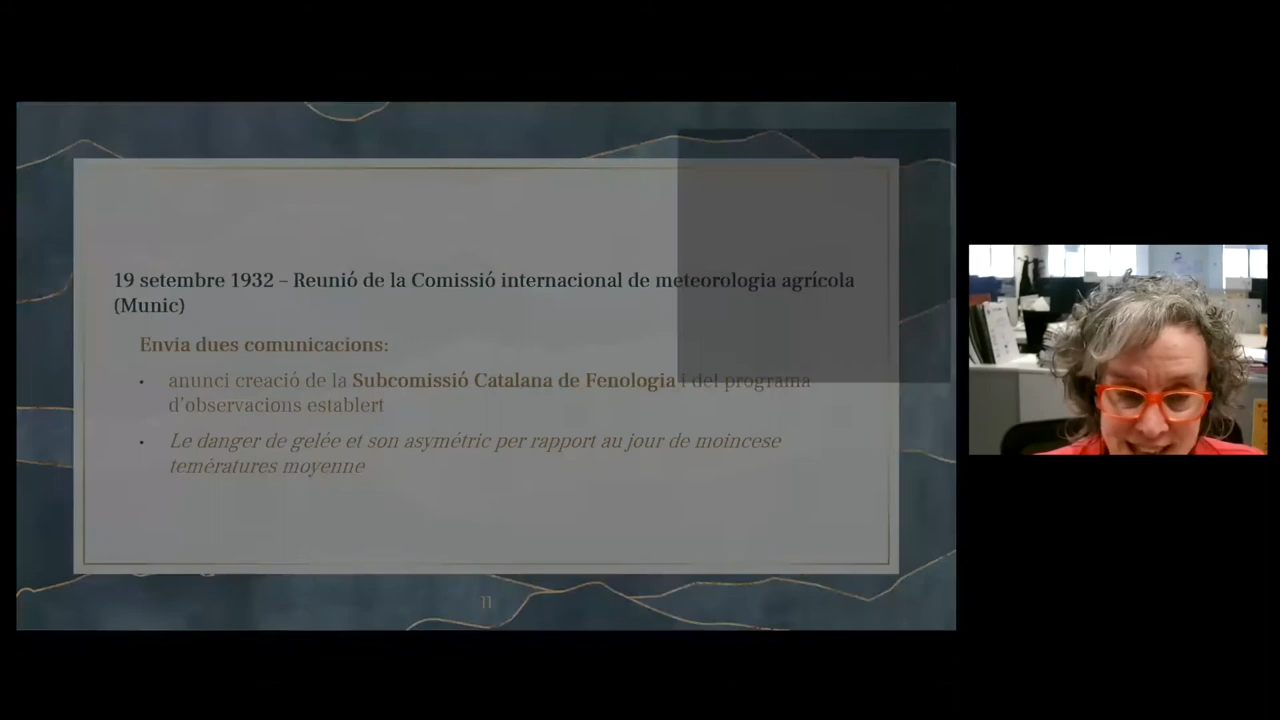 19 setembre 1932 – Reunió de la Comissió internacional de meteorologia agrícola
(Munic)
Envia dues comunicacions:
• anunci creació de la Subcomissió Catalana de Fenologia i del programa
d’observacions establert
• Le danger de gelée et son asymétric per rapport au jour de moincese
temératures moyenne
11